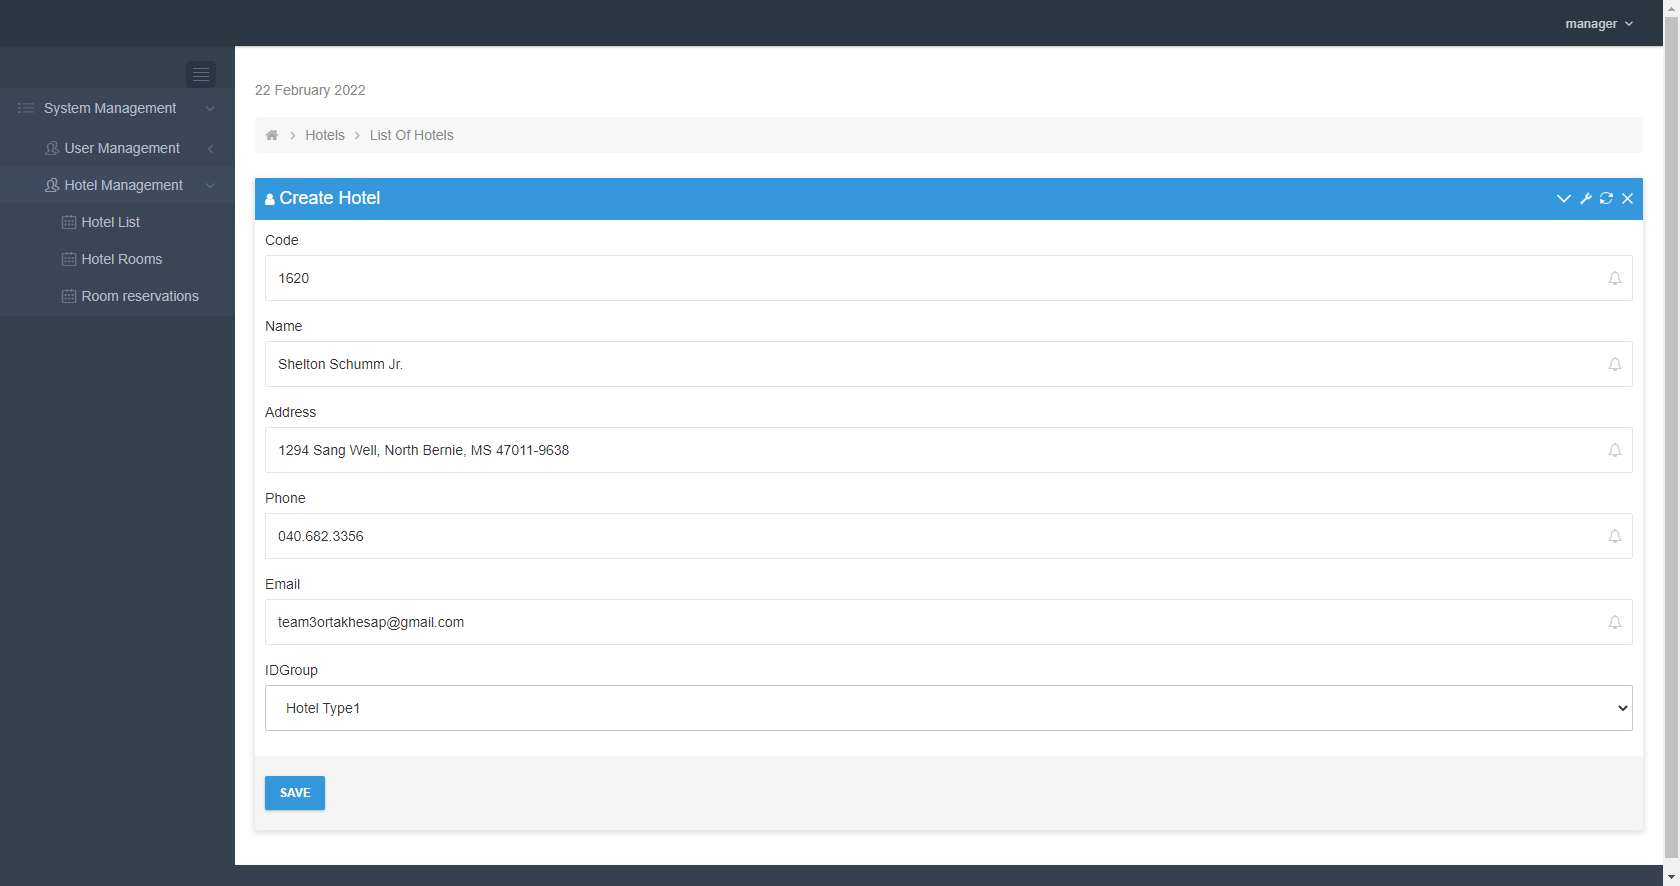 manager
22 February 2022
System Management
User Management
Hotel Management
Hotel List
Hotel Rooms
Room reservations
Hotels
List Of Hotels
Create Hotel
Code
1620
Name
Shelton Schumm Jr.
Address
1294 Sang Well, North Bernie, MS 47011-9638
Phone
040.682.3356
Email
team3ortakhesap@gmail.com
IDGroup
Hotel Type1
SAVE